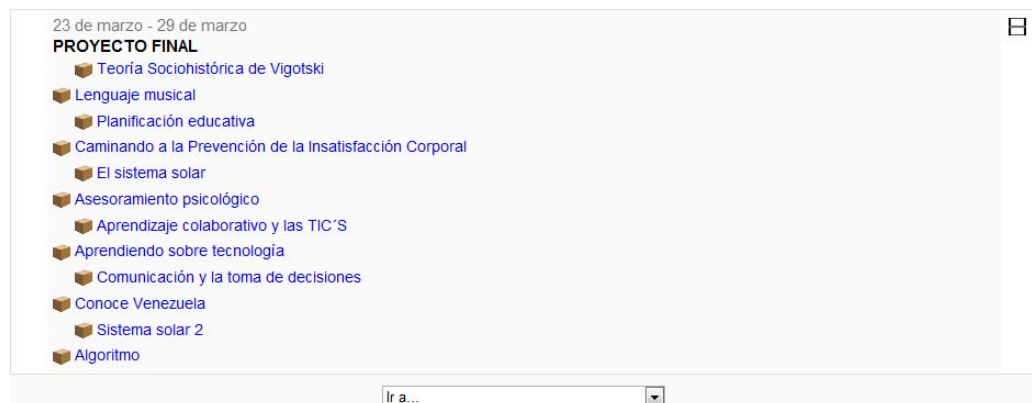 23 de marzo - 29 de marzo
PROYECTO FINAL
Teoría Sociohistórica de Vigotski
Lenguaje musical
Planificación educativa
Caminando a la Prevención de la Insatisfacción Corporal
El sistema solar
Asesoramiento psicológico
Aprendizaje colaborativo y las TIC´S
Aprendiendo sobre tecnología
Comunicación y la toma de decisiones
Conoce Venezuela
Sistema solar 2
Algoritmo
Ir a...